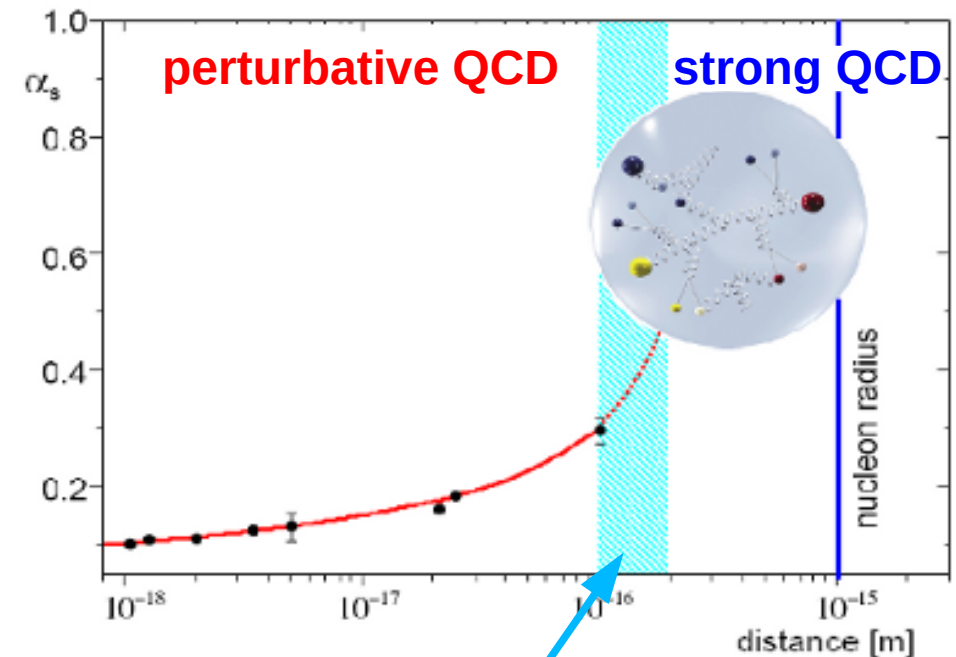 1.0
perturbative QCD
strong QCD
αs
0.8
0.6
0.4
0.2
nucleon radius
10⁻¹⁸
10⁻¹⁷
10⁻¹⁶
10⁻¹⁵
distance [m]